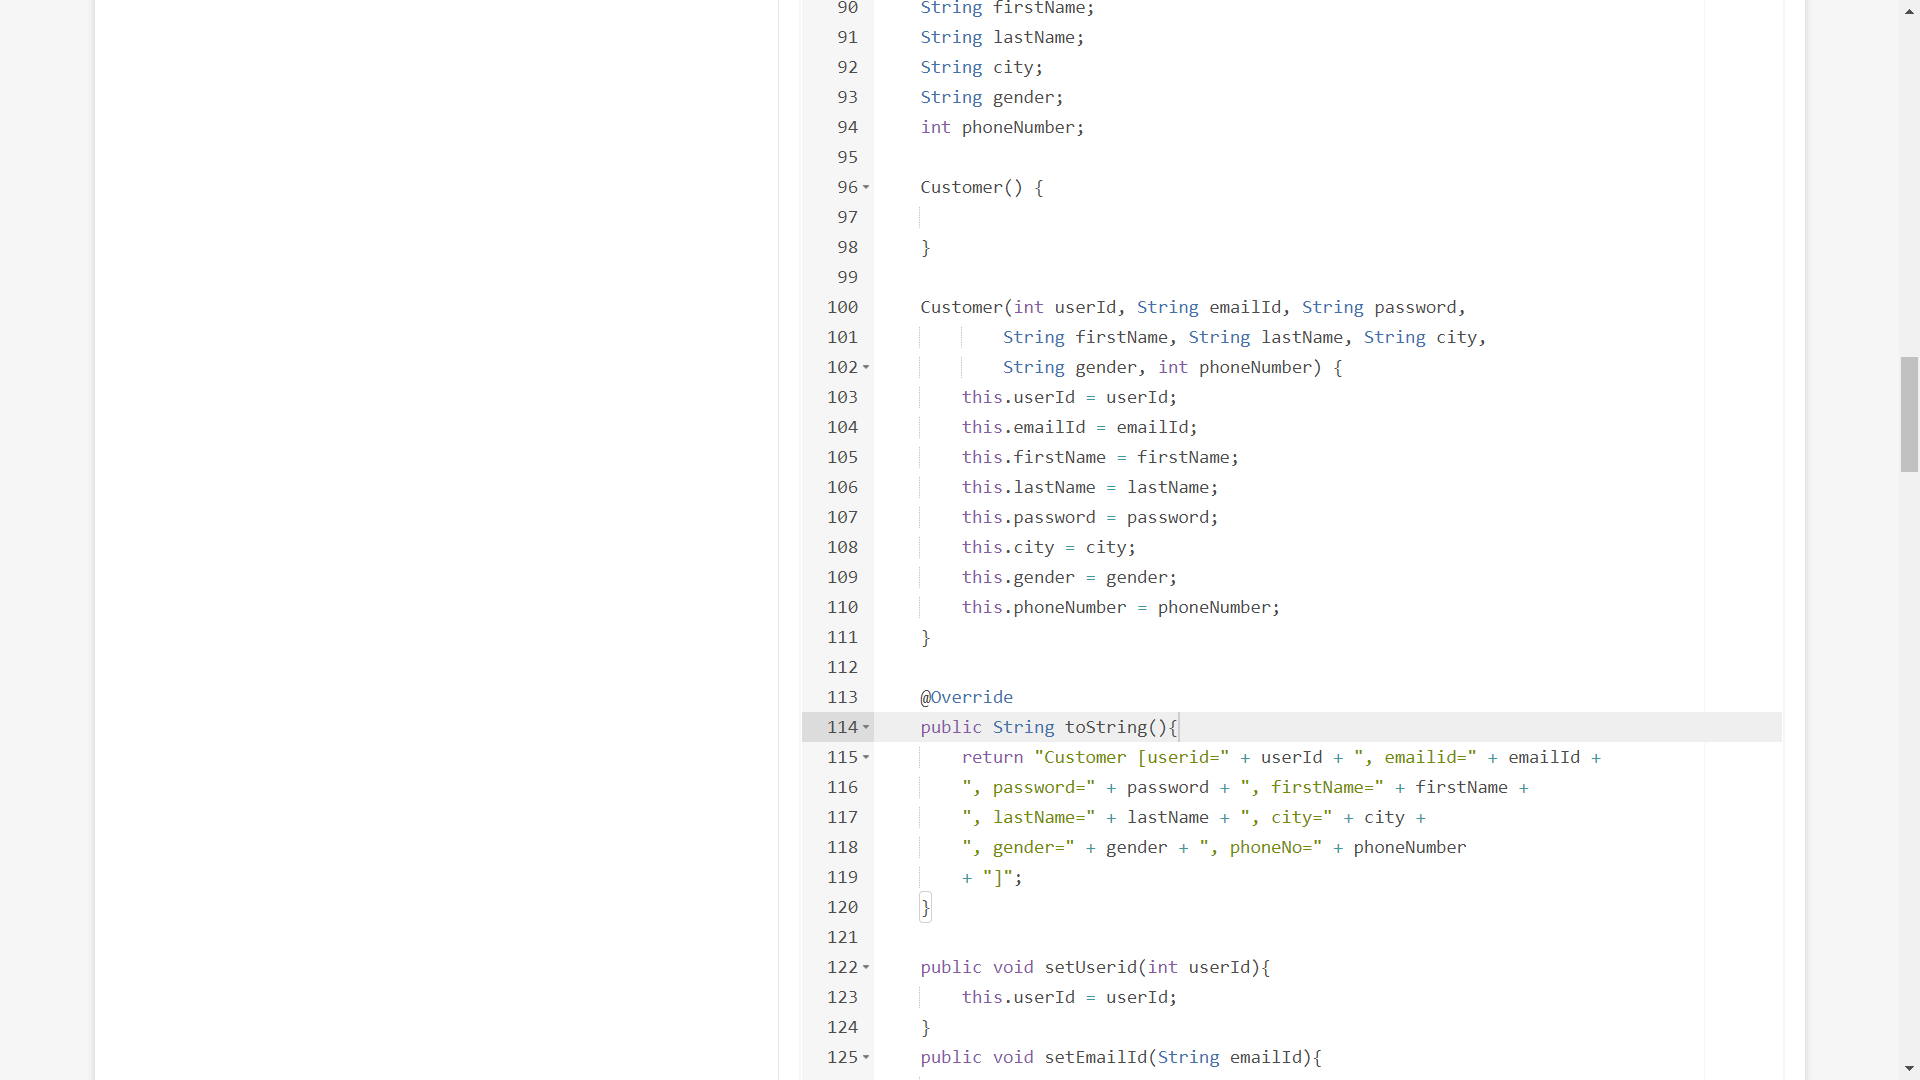 90 String firstName;
91 String lastName;
92 String city;
93 String gender;
94 int phoneNumber;
95
96 Customer() {
97
98 }
99
100 Customer(int userId, String emailId, String password,
101 String firstName, String lastName, String city,
102 String gender, int phoneNumber) {
103 this.userId = userId;
104 this.emailId = emailId;
105 this.firstName = firstName;
106 this.lastName = lastName;
107 this.password = password;
108 this.city = city;
109 this.gender = gender;
110 this.phoneNumber = phoneNumber;
111 }
112
113 @Override
114 public String toString(){
115 return "Customer [userid=" + userId + ", emailid=" + emailId +
116 ", password=" + password + ", firstName=" + firstName +
117 ", lastName=" + lastName + ", city=" + city +
118 ", gender=" + gender + ", phoneNo=" + phoneNumber
119 + "]";
120 }
121
122 public void setUserid(int userId){
123 this.userId = userId;
124 }
125 public void setEmailId(String emailId){